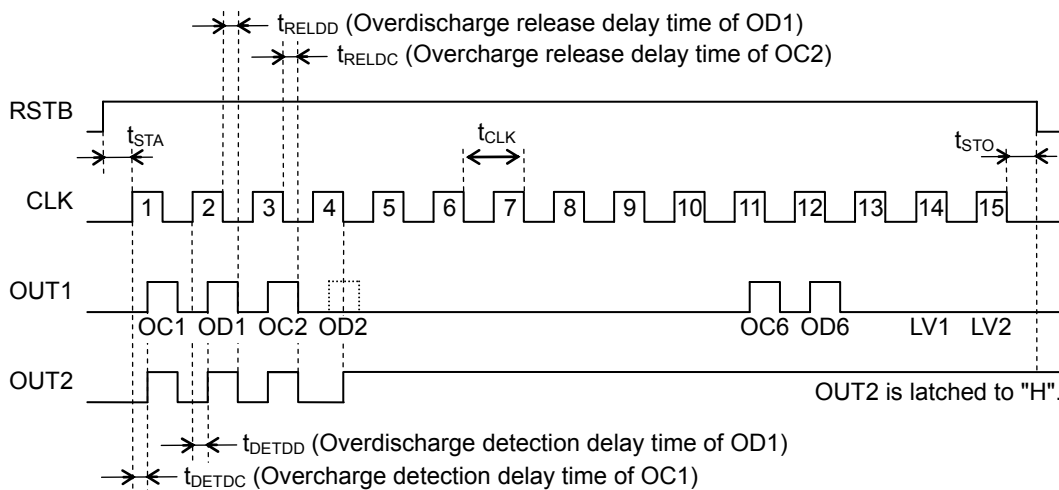 tRELDD (Overdischarge release delay time of OD1)
tRELDC (Overcharge release delay time of OC2)
RSTB
tSTA
tCLK
tSTO
CLK
1 2 3 4 5 6 7 8 9 10 11 12 13 14 15
OUT1
OC1 OD1 OC2 OD2 OC6 OD6 LV1 LV2
OUT2
OUT2 is latched to "H".
tDETDD (Overdischarge detection delay time of OD1)
tDETDC (Overcharge detection delay time of OC1)